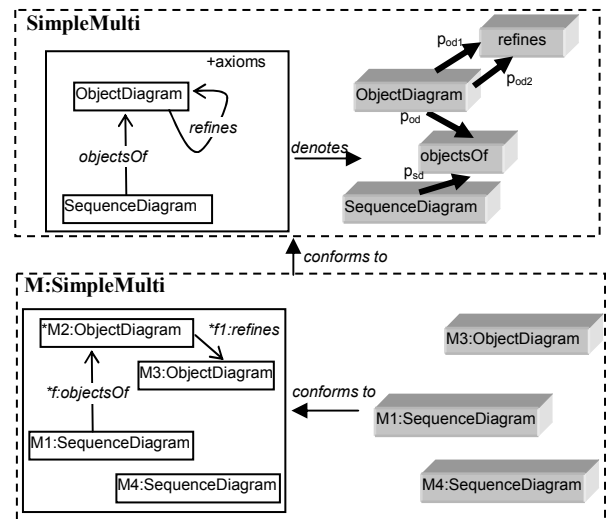 SimpleMulti
+axioms
ObjectDiagram
refines
objectsOf
SequenceDiagram
denotes
refines
p_od1
p_od2
ObjectDiagram
p_od
objectsOf
p_sd
SequenceDiagram
conforms to
M:SimpleMulti
*M2:ObjectDiagram
*f1:refines
M3:ObjectDiagram
*f:objectsOf
M1:SequenceDiagram
M4:SequenceDiagram
conforms to
M3:ObjectDiagram
M1:SequenceDiagram
M4:SequenceDiagram